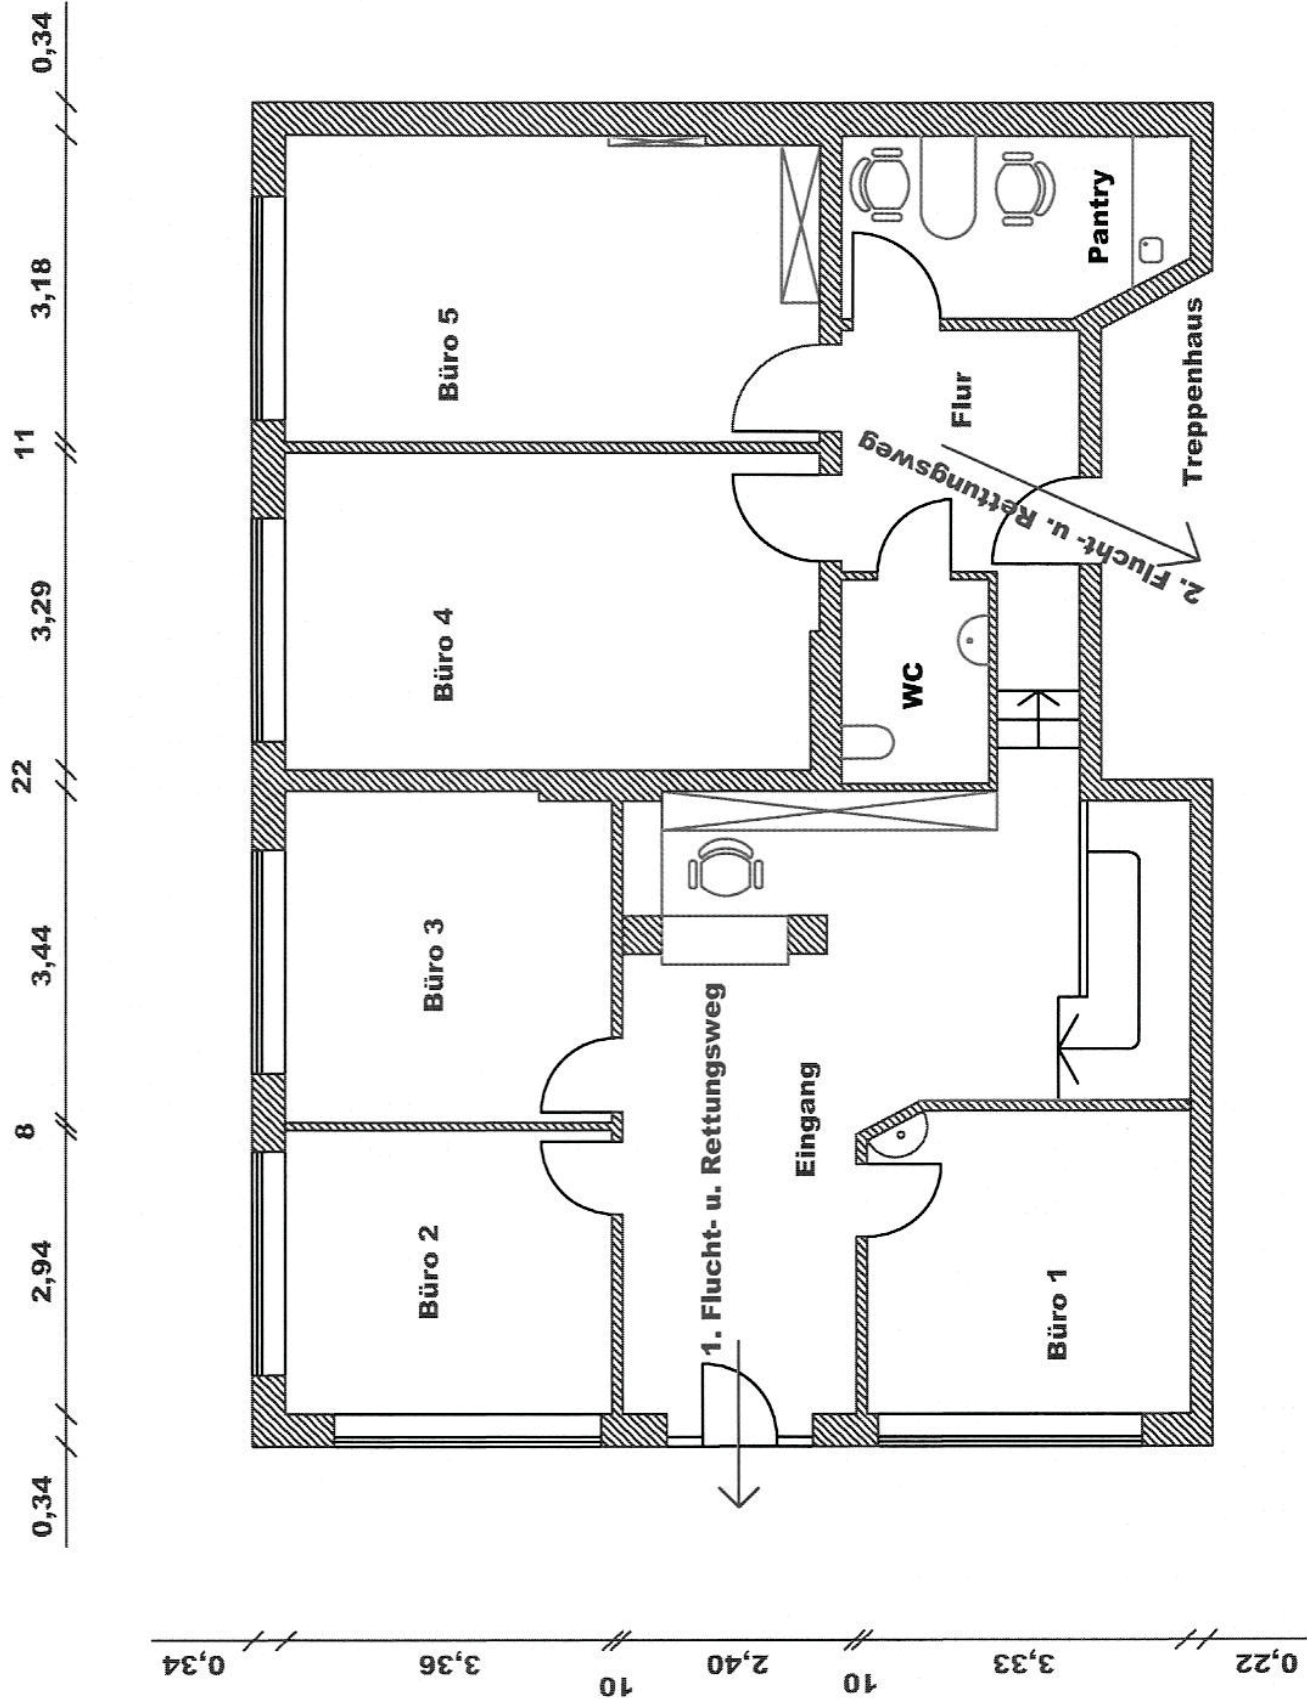 0,34
2,94
8
3,44
22
3,29
11
3,18
0,34
Büro 2
Büro 3
Büro 4
Büro 5
1. Flucht- u. Rettungsweg
Eingang
WC
Flur
Pantry
2. Flucht- u. Rettungsweg
Büro 1
Treppenhaus
0,34
3,36
10
2,40
10
3,33
0,22